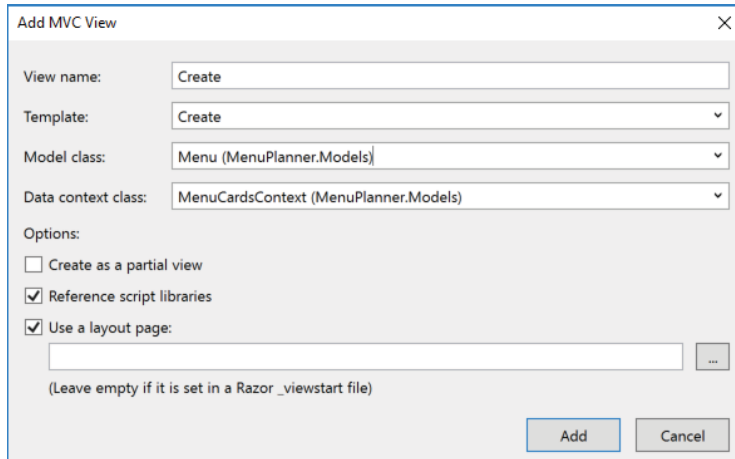 Add MVC View
View name: Create
Template: Create
Model class: Menu (MenuPlanner.Models)
Data context class: MenuCardsContext (MenuPlanner.Models)
Options:
Create as a partial view
Reference script libraries
Use a layout page:
...
(Leave empty if it is set in a Razor _viewstart file)
Add Cancel